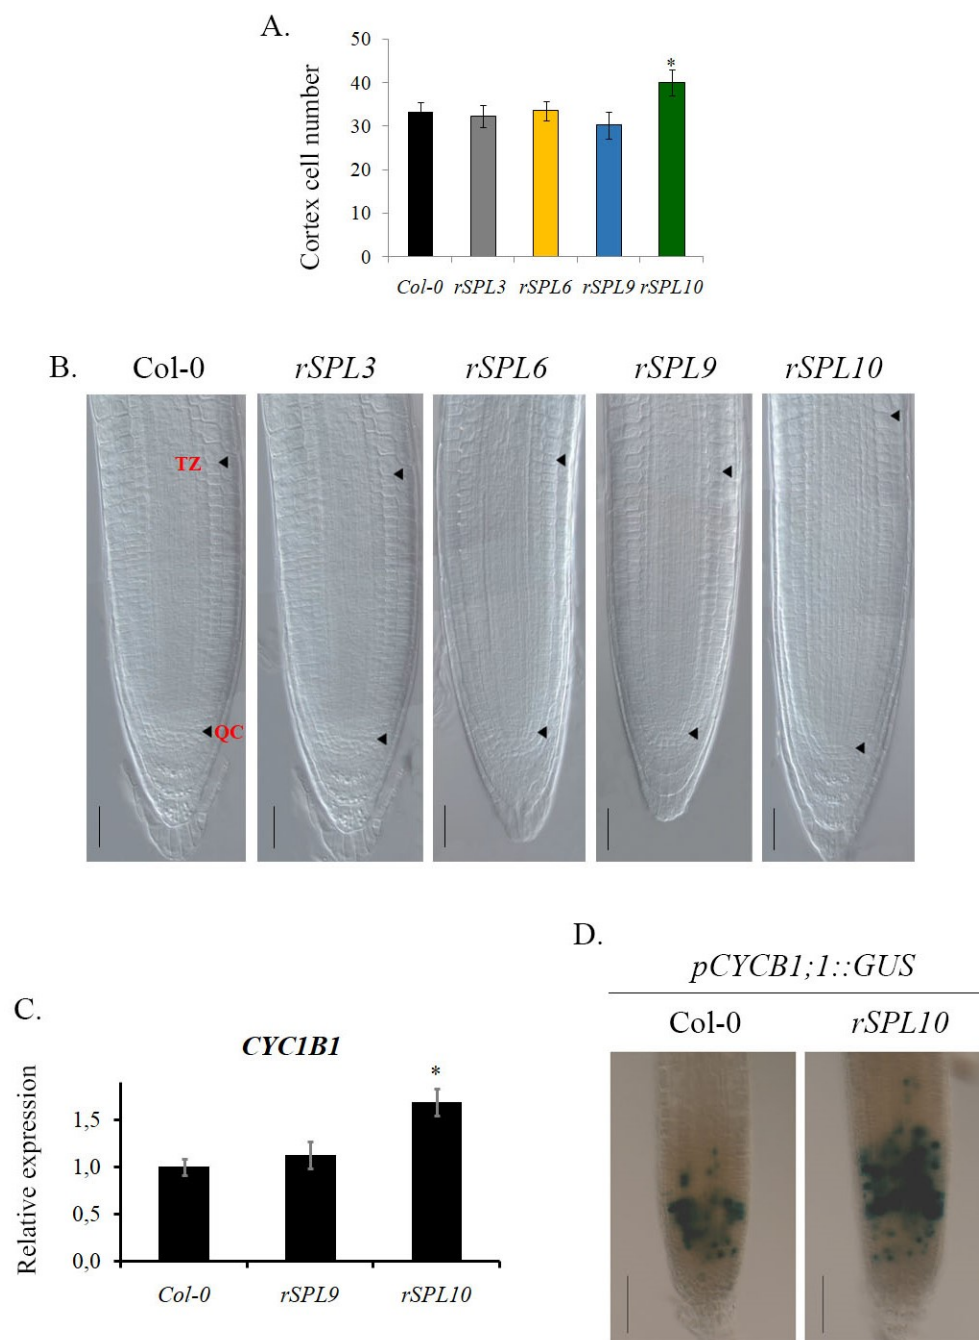 A.
50
40
30
20
10
0
Cortex cell number
*
Col-0 rSPL3 rSPL6 rSPL9 rSPL10
B.
Col-0 rSPL3 rSPL6 rSPL9 rSPL10
TZ
QC
C.
CYC1B1
*
Relative expression
1,5
1,0
0,5
0,0
Col-0 rSPL9 rSPL10
D.
pCYCB1;1::GUS
Col-0 rSPL10